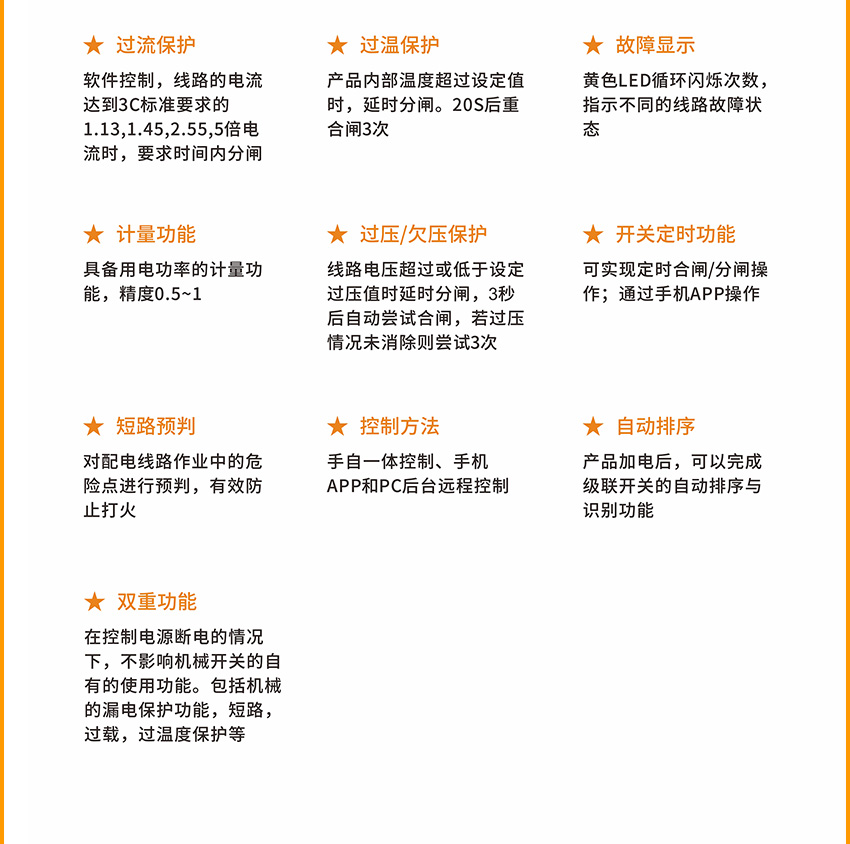 ★ 过流保护
软件控制，线路的电流
达到3C标准要求的
1.13,1.45,2.55,5倍电
流时，要求时间内分闸
★ 过温保护
产品内部温度超过设定值
时，延时分闸。20S后重
合闸3次
★ 故障显示
黄色LED循环闪烁次数，
指示不同的线路故障状
态
★ 计量功能
具备用电功率的计量功
能，精度0.5~1
★ 过压/欠压保护
线路电压超过或低于设定
过压值时延时分闸，3秒
后自动尝试合闸，若过压
情况未消除则尝试3次
★ 开关定时功能
可实现定时合闸/分闸操
作；通过手机APP操作
★ 短路预判
对配电线路作业中的危
险点进行预判，有效防
止打火
★ 控制方法
手自一体控制、手机
APP和PC后台远程控制
★ 自动排序
产品加电后，可以完成
级联开关的自动排序与
识别功能
★ 双重功能
在控制电源断电的情况
下，不影响机械开关的自
有的使用功能。包括机械
的漏电保护功能，短路，
过载，过温度保护等